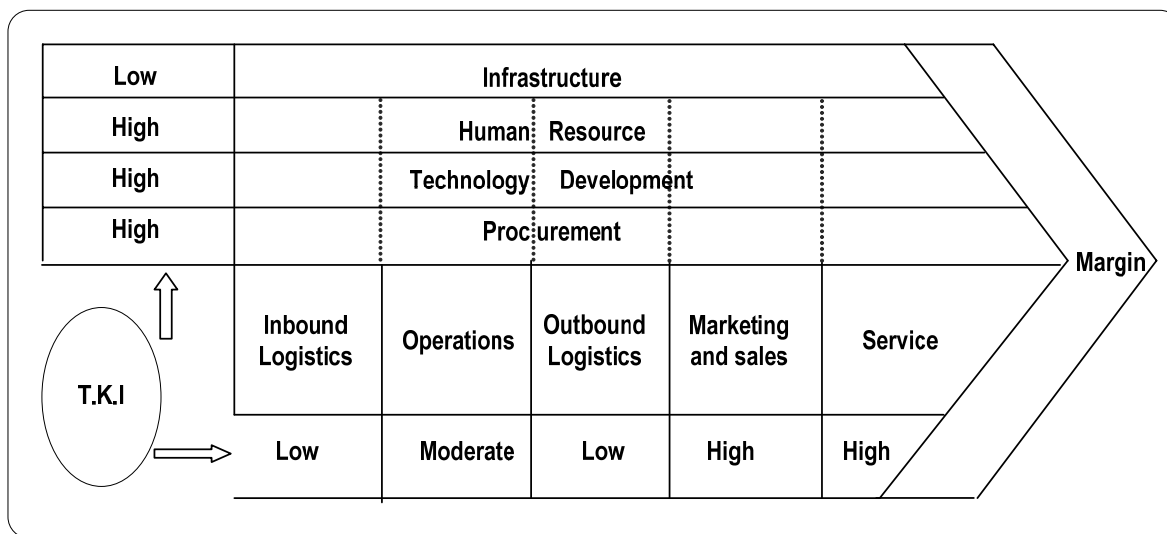 Low Infrastructure
High Human Resource
High Technology Development
High Procurement
Margin
Inbound
Logistics
Operations
Outbound
Logistics
Marketing
and sales
Service
T.K.I
Low Moderate Low High High